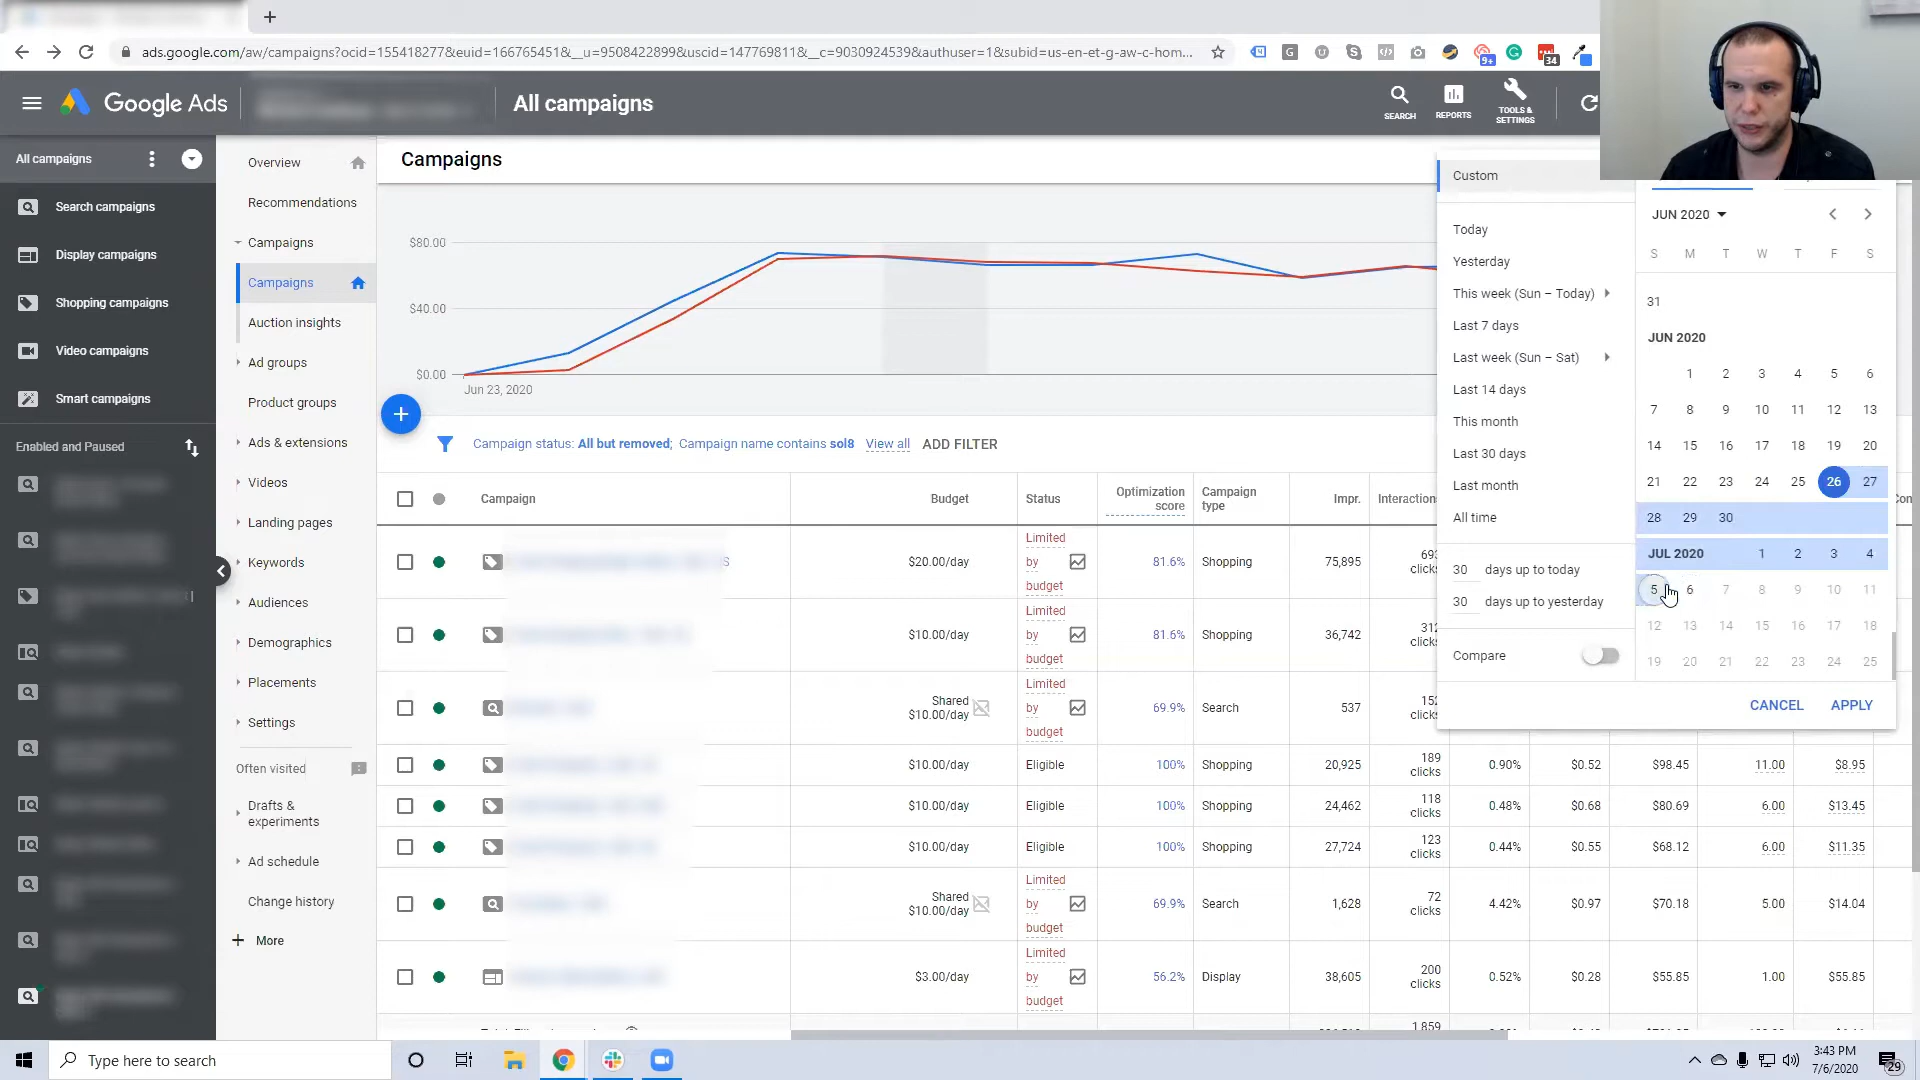 ads.google.com/aw/campaigns?ocid=155418277&euid=166765451&__u=9508422899&uscid=147769811&__c=9030924539&authuser=1&subid=us-en-et-g-aw-c-hom...
9+
34
Google Ads
All campaigns
SEARCH
REPORTS
TOOLS &
SETTINGS
All campaigns
Search campaigns
Display campaigns
Shopping campaigns
Video campaigns
Smart campaigns
Enabled and Paused
Overview
Recommendations
Campaigns
Campaigns
Auction insights
Ad groups
Product groups
Ads & extensions
Videos
Landing pages
Keywords
Audiences
Demographics
Placements
Settings
Often visited
Drafts &
experiments
Ad schedule
Change history
More
Campaigns
$80.00
$40.00
$0.00
Jun 23, 2020
Campaign status: All but removed; Campaign name contains sol8 View all ADD FILTER
Campaign Budget Status Optimization score Campaign type Impr. Interactions
$20.00/day Limited by budget 81.6% Shopping 75,895 693 clicks
$10.00/day Limited by budget 81.6% Shopping 36,742 312 clicks
Shared $10.00/day Limited by budget 69.9% Search 537 152 clicks
$10.00/day Eligible 100% Shopping 20,925 189 clicks 0.90% $0.52 $98.45 11.00 $8.95
$10.00/day Eligible 100% Shopping 24,462 118 clicks 0.48% $0.68 $80.69 6.00 $13.45
$10.00/day Eligible 100% Shopping 27,724 123 clicks 0.44% $0.55 $68.12 6.00 $11.35
Shared $10.00/day Limited by budget 69.9% Search 1,628 72 clicks 4.42% $0.97 $70.18 5.00 $14.04
$3.00/day Limited by budget 56.2% Display 38,605 200 clicks 0.52% $0.28 $55.85 1.00 $55.85
1,859
Custom
Today
Yesterday
This week (Sun – Today)
Last 7 days
Last week (Sun – Sat)
Last 14 days
This month
Last 30 days
Last month
All time
30 days up to today
30 days up to yesterday
Compare
JUN 2020
S M T W T F S
31
JUN 2020
1 2 3 4 5 6
7 8 9 10 11 12 13
14 15 16 17 18 19 20
21 22 23 24 25 26 27
28 29 30
JUL 2020 1 2 3 4
5 6 7 8 9 10 11
12 13 14 15 16 17 18
19 20 21 22 23 24 25
CANCEL APPLY
Type here to search
3:43 PM
7/6/2020
29